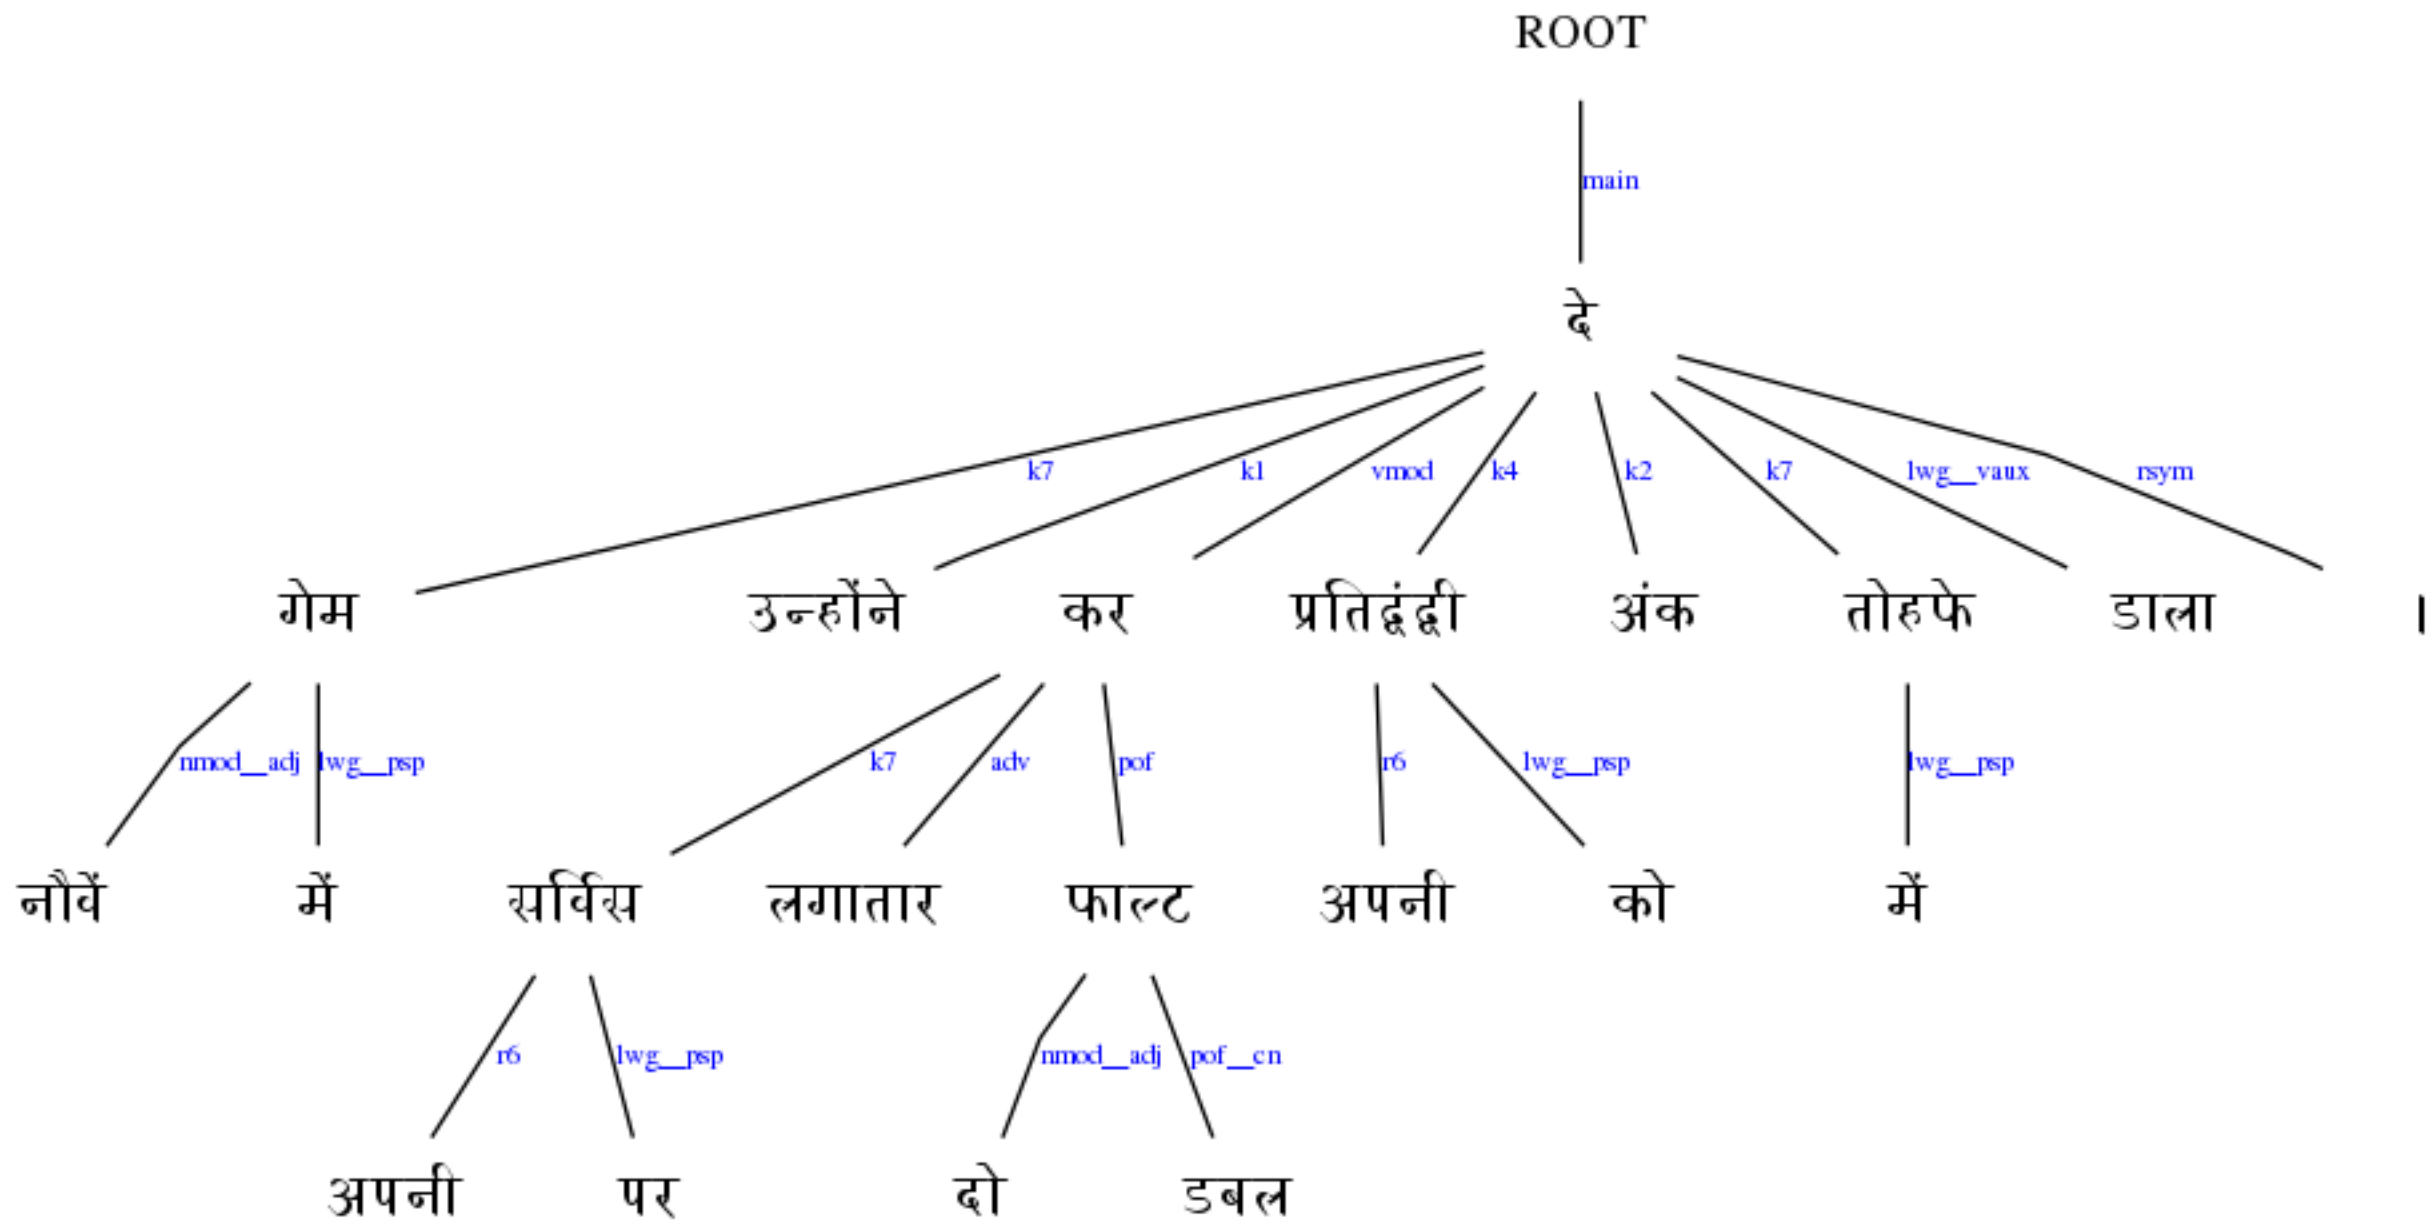 ROOT
main
दे
k7 k1 vmod k4 k2 k7 lwg__vaux rsym
गेम उन्होंने कर प्रतिद्वंद्वी अंक तोहफे डाला ।
nmod__adj lwg__psp k7 adv pof r6 lwg__psp lwg__psp
नौवें में सर्विस लगातार फाल्ट अपनी को में
r6 lwg__psp nmod__adj pof__cn
अपनी पर दो डबल